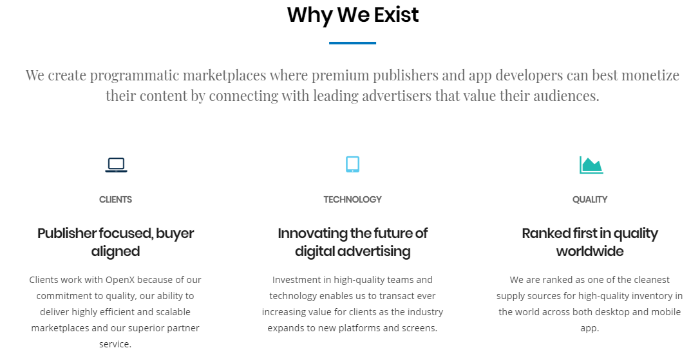 Why We Exist
We create programmatic marketplaces where premium publishers and app developers can best monetize
their content by connecting with leading advertisers that value their audiences.
CLIENTS
Publisher focused, buyer
aligned
Clients work with OpenX because of our
commitment to quality, our ability to
deliver highly efficient and scalable
marketplaces and our superior partner
service.
TECHNOLOGY
Innovating the future of
digital advertising
Investment in high-quality teams and
technology enables us to transact ever
increasing value for clients as the industry
expands to new platforms and screens.
QUALITY
Ranked first in quality
worldwide
We are ranked as one of the cleanest
supply sources for high-quality inventory in
the world across both desktop and mobile
app.